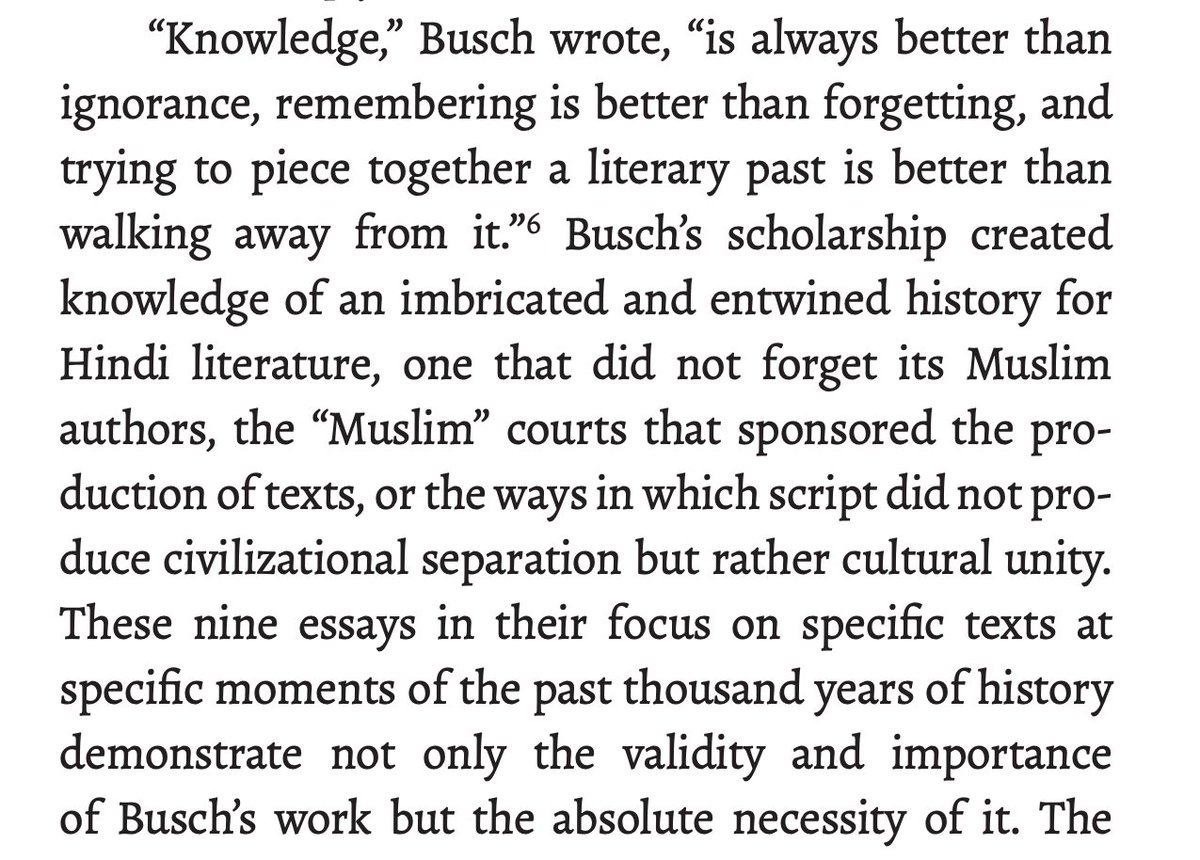 “Knowledge,” Busch wrote, “is always better than
ignorance, remembering is better than forgetting, and
trying to piece together a literary past is better than
walking away from it.”⁶ Busch’s scholarship created
knowledge of an imbricated and entwined history for
Hindi literature, one that did not forget its Muslim
authors, the “Muslim” courts that sponsored the pro-
duction of texts, or the ways in which script did not pro-
duce civilizational separation but rather cultural unity.
These nine essays in their focus on specific texts at
specific moments of the past thousand years of history
demonstrate not only the validity and importance
of Busch’s work but the absolute necessity of it. The